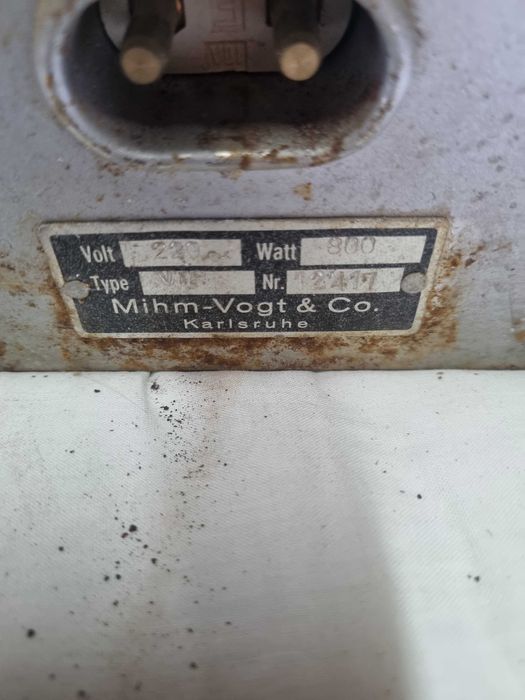 Volt 220 Watt 800
Type Nr. 2417
Mihm-Vogt & Co.
Karlsruhe